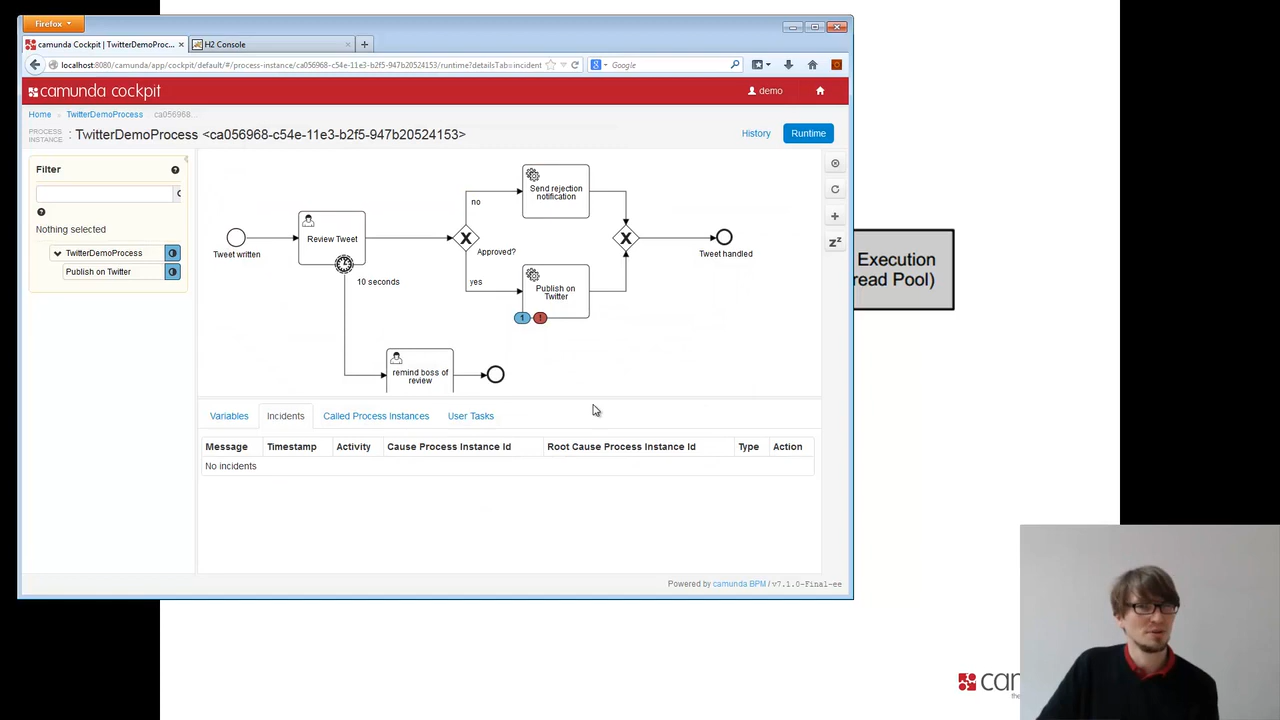 Firefox
camunda Cockpit | TwitterDemoProc...
H2 Console
localhost:8080/camunda/app/cockpit/default/#/process-instance/ca056968-c54e-11e3-b2f5-947b20524153/runtime?detailsTab=incident
Google
camunda cockpit
demo
Home » TwitterDemoProcess » ca056968...
PROCESS INSTANCE : TwitterDemoProcess <ca056968-c54e-11e3-b2f5-947b20524153>
History
Runtime
Filter
Nothing selected
TwitterDemoProcess
Publish on Twitter
Tweet written
Review Tweet
10 seconds
no
Approved?
yes
Send rejection
notification
Publish on
Twitter
1
!
Tweet handled
remind boss of
review
zZ
Execution
read Pool)
Variables
Incidents
Called Process Instances
User Tasks
Message Timestamp Activity Cause Process Instance Id Root Cause Process Instance Id Type Action
No incidents
Powered by camunda BPM / v7.1.0-Final-ee
cam
the